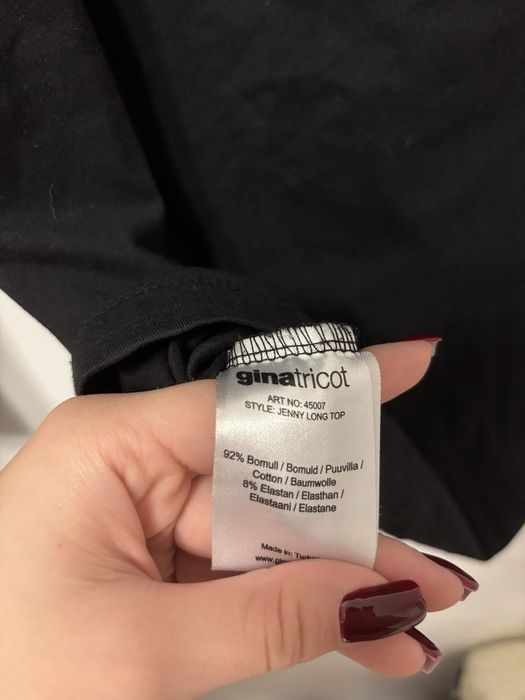 ginatricot
ART NO: 45007
STYLE: JENNY LONG TOP
92% Bomull / Bomuld / Puuvilla /
Cotton / Baumwolle
8% Elastan / Elasthan /
Elastaani / Elastane
Made in: